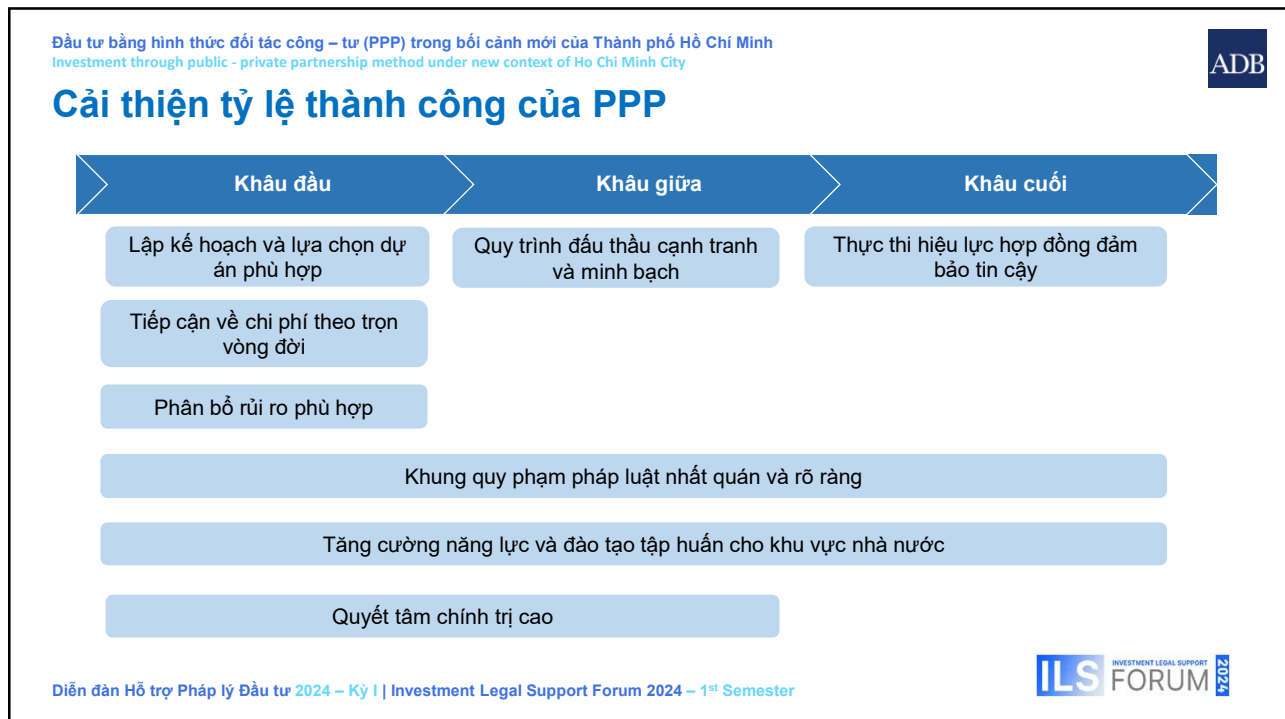 Đầu tư bằng hình thức đối tác công – tư (PPP) trong bối cảnh mới của Thành phố Hồ Chí Minh
Investment through public - private partnership method under new context of Ho Chi Minh City
ADB
Cải thiện tỷ lệ thành công của PPP
Khâu đầu
Khâu giữa
Khâu cuối
Lập kế hoạch và lựa chọn dự
án phù hợp
Quy trình đấu thầu cạnh tranh
và minh bạch
Thực thi hiệu lực hợp đồng đảm
bảo tin cậy
Tiếp cận về chi phí theo trọn
vòng đời
Phân bổ rủi ro phù hợp
Khung quy phạm pháp luật nhất quán và rõ ràng
Tăng cường năng lực và đào tạo tập huấn cho khu vực nhà nước
Quyết tâm chính trị cao
Diễn đàn Hỗ trợ Pháp lý Đầu tư 2024 – Kỳ I | Investment Legal Support Forum 2024 – 1st Semester
ILS
INVESTMENT LEGAL SUPPORT
FORUM
2024